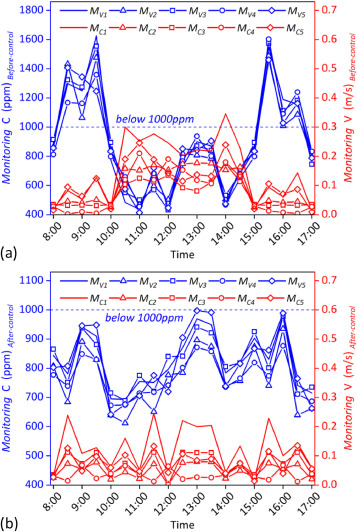 M_V1 M_V2 M_V3 M_V4 M_V5
M_C1 M_C2 M_C3 M_C4 M_C5
1800
1600
1400
1200
1000
800
600
400
0.7
0.6
0.5
0.4
0.3
0.2
0.1
0.0
Monitoring C (ppm) Before-control
Monitoring V (m/s) Before-control
below 1000ppm
8:00 9:00 10:00 11:00 12:00 13:00 14:00 15:00 16:00 17:00
Time
(a)
M_V1 M_V2 M_V3 M_V4 M_V5
M_C1 M_C2 M_C3 M_C4 M_C5
1100
1000
900
800
700
600
500
400
0.7
0.6
0.5
0.4
0.3
0.2
0.1
0.0
Monitoring C (ppm) After-control
Monitoring V (m/s) After-control
below 1000ppm
8:00 9:00 10:00 11:00 12:00 13:00 14:00 15:00 16:00 17:00
Time
(b)